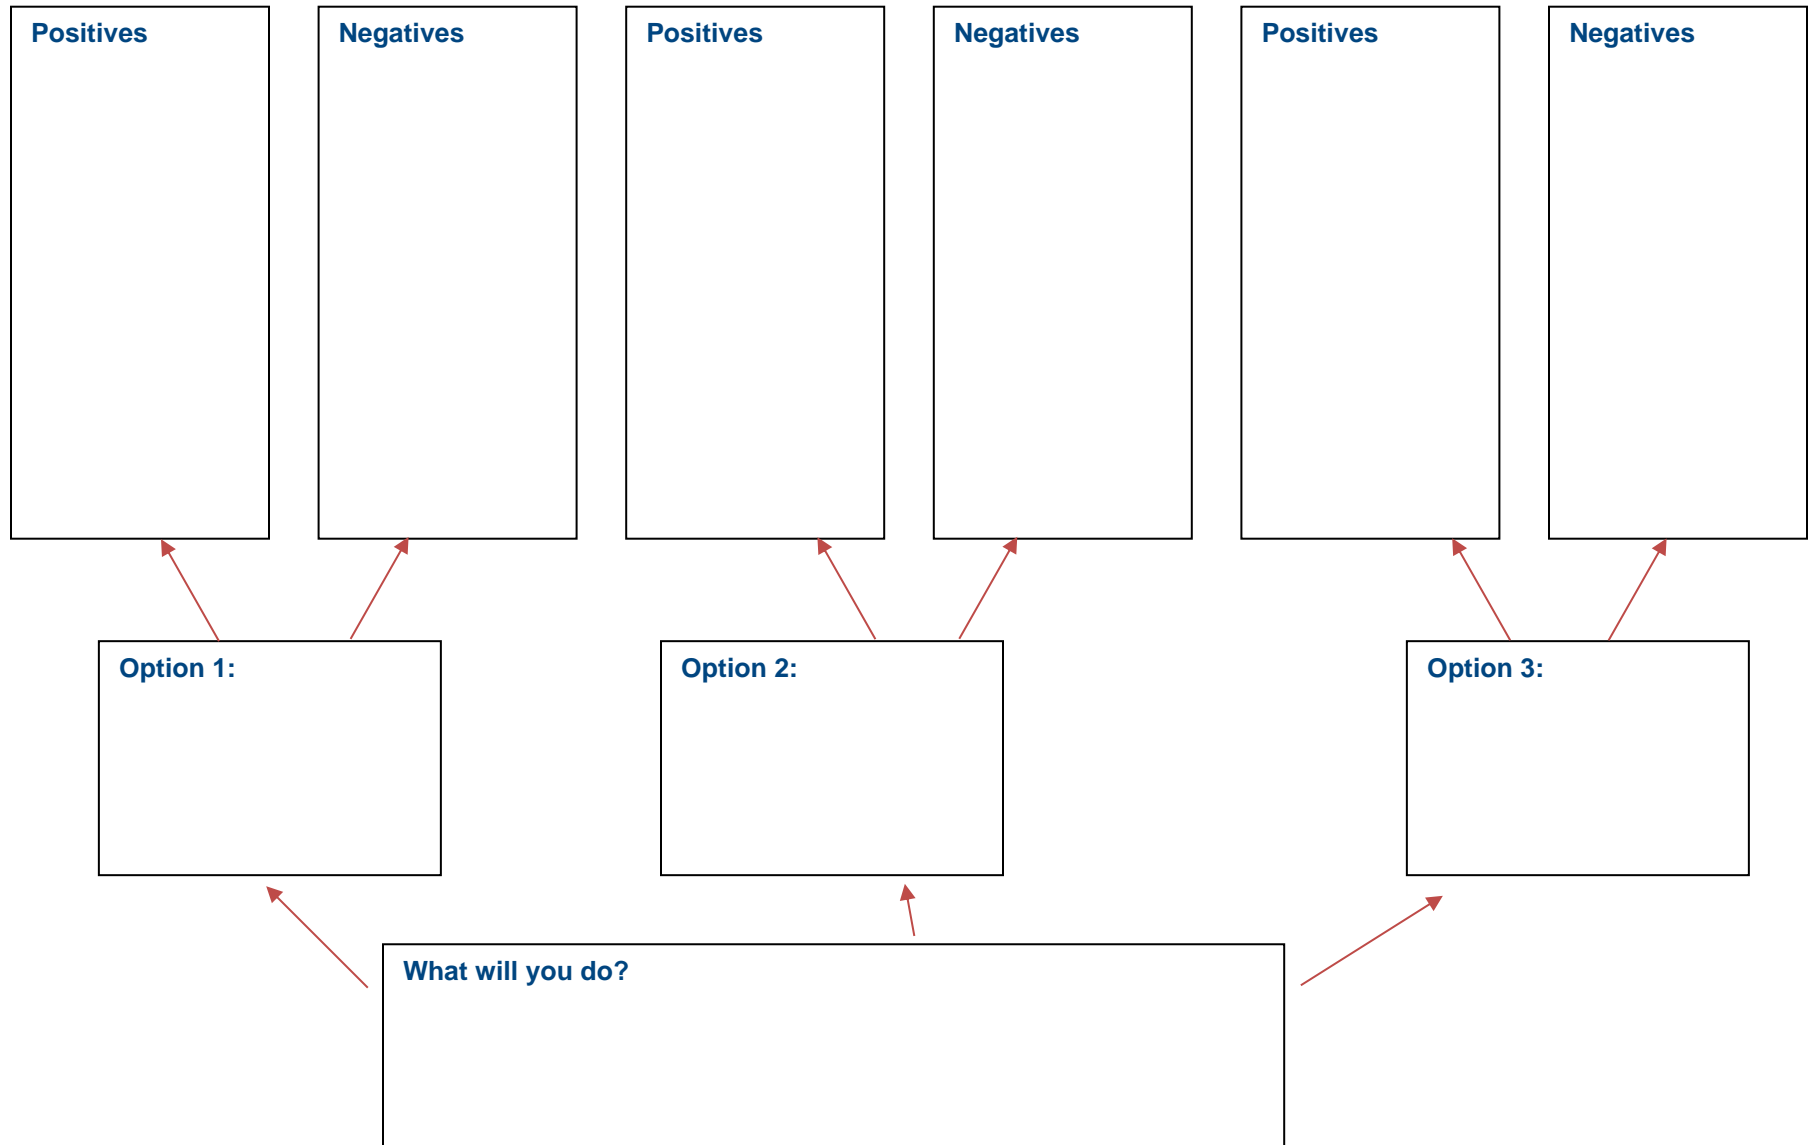 Positives
Negatives
Positives
Negatives
Positives
Negatives
Option 1:
Option 2:
Option 3:
What will you do?